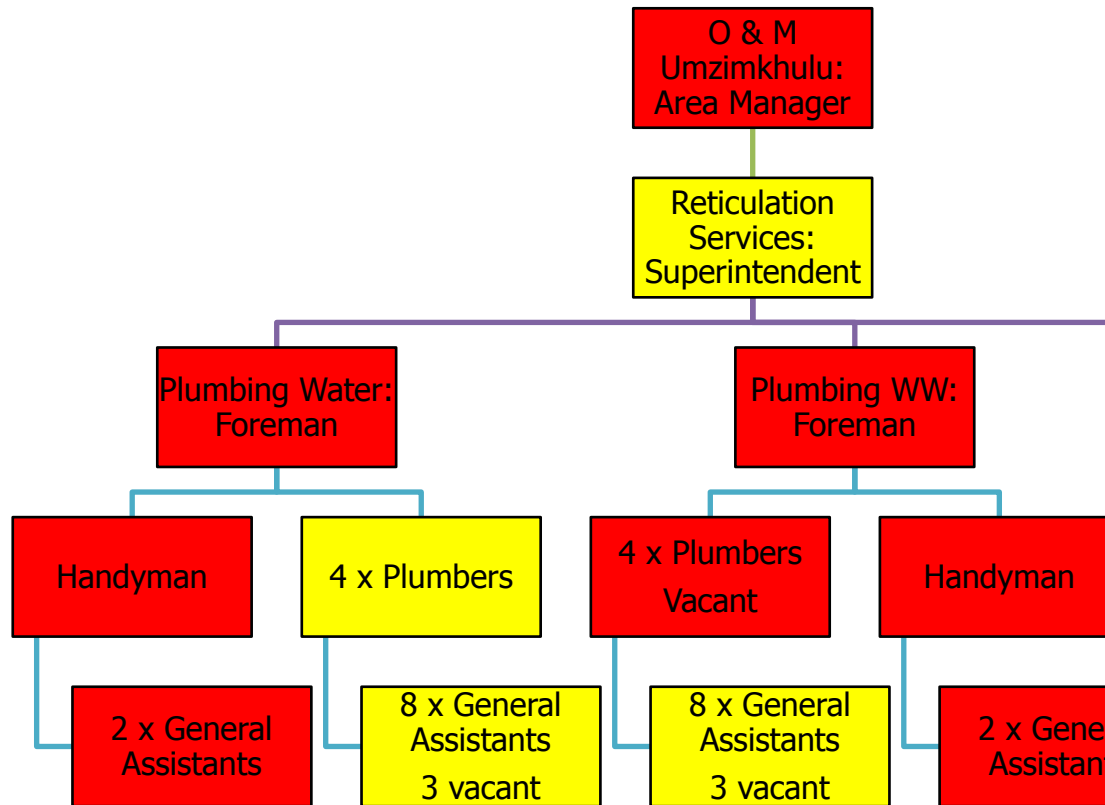 O & M
Umzimkhulu:
Area Manager
Reticulation
Services:
Superintendent
Plumbing Water:
Foreman
Plumbing WW:
Foreman
Handyman
4 x Plumbers
4 x Plumbers
Vacant
Handyman
2 x General
Assistants
8 x General
Assistants
3 vacant
8 x General
Assistants
3 vacant
2 x